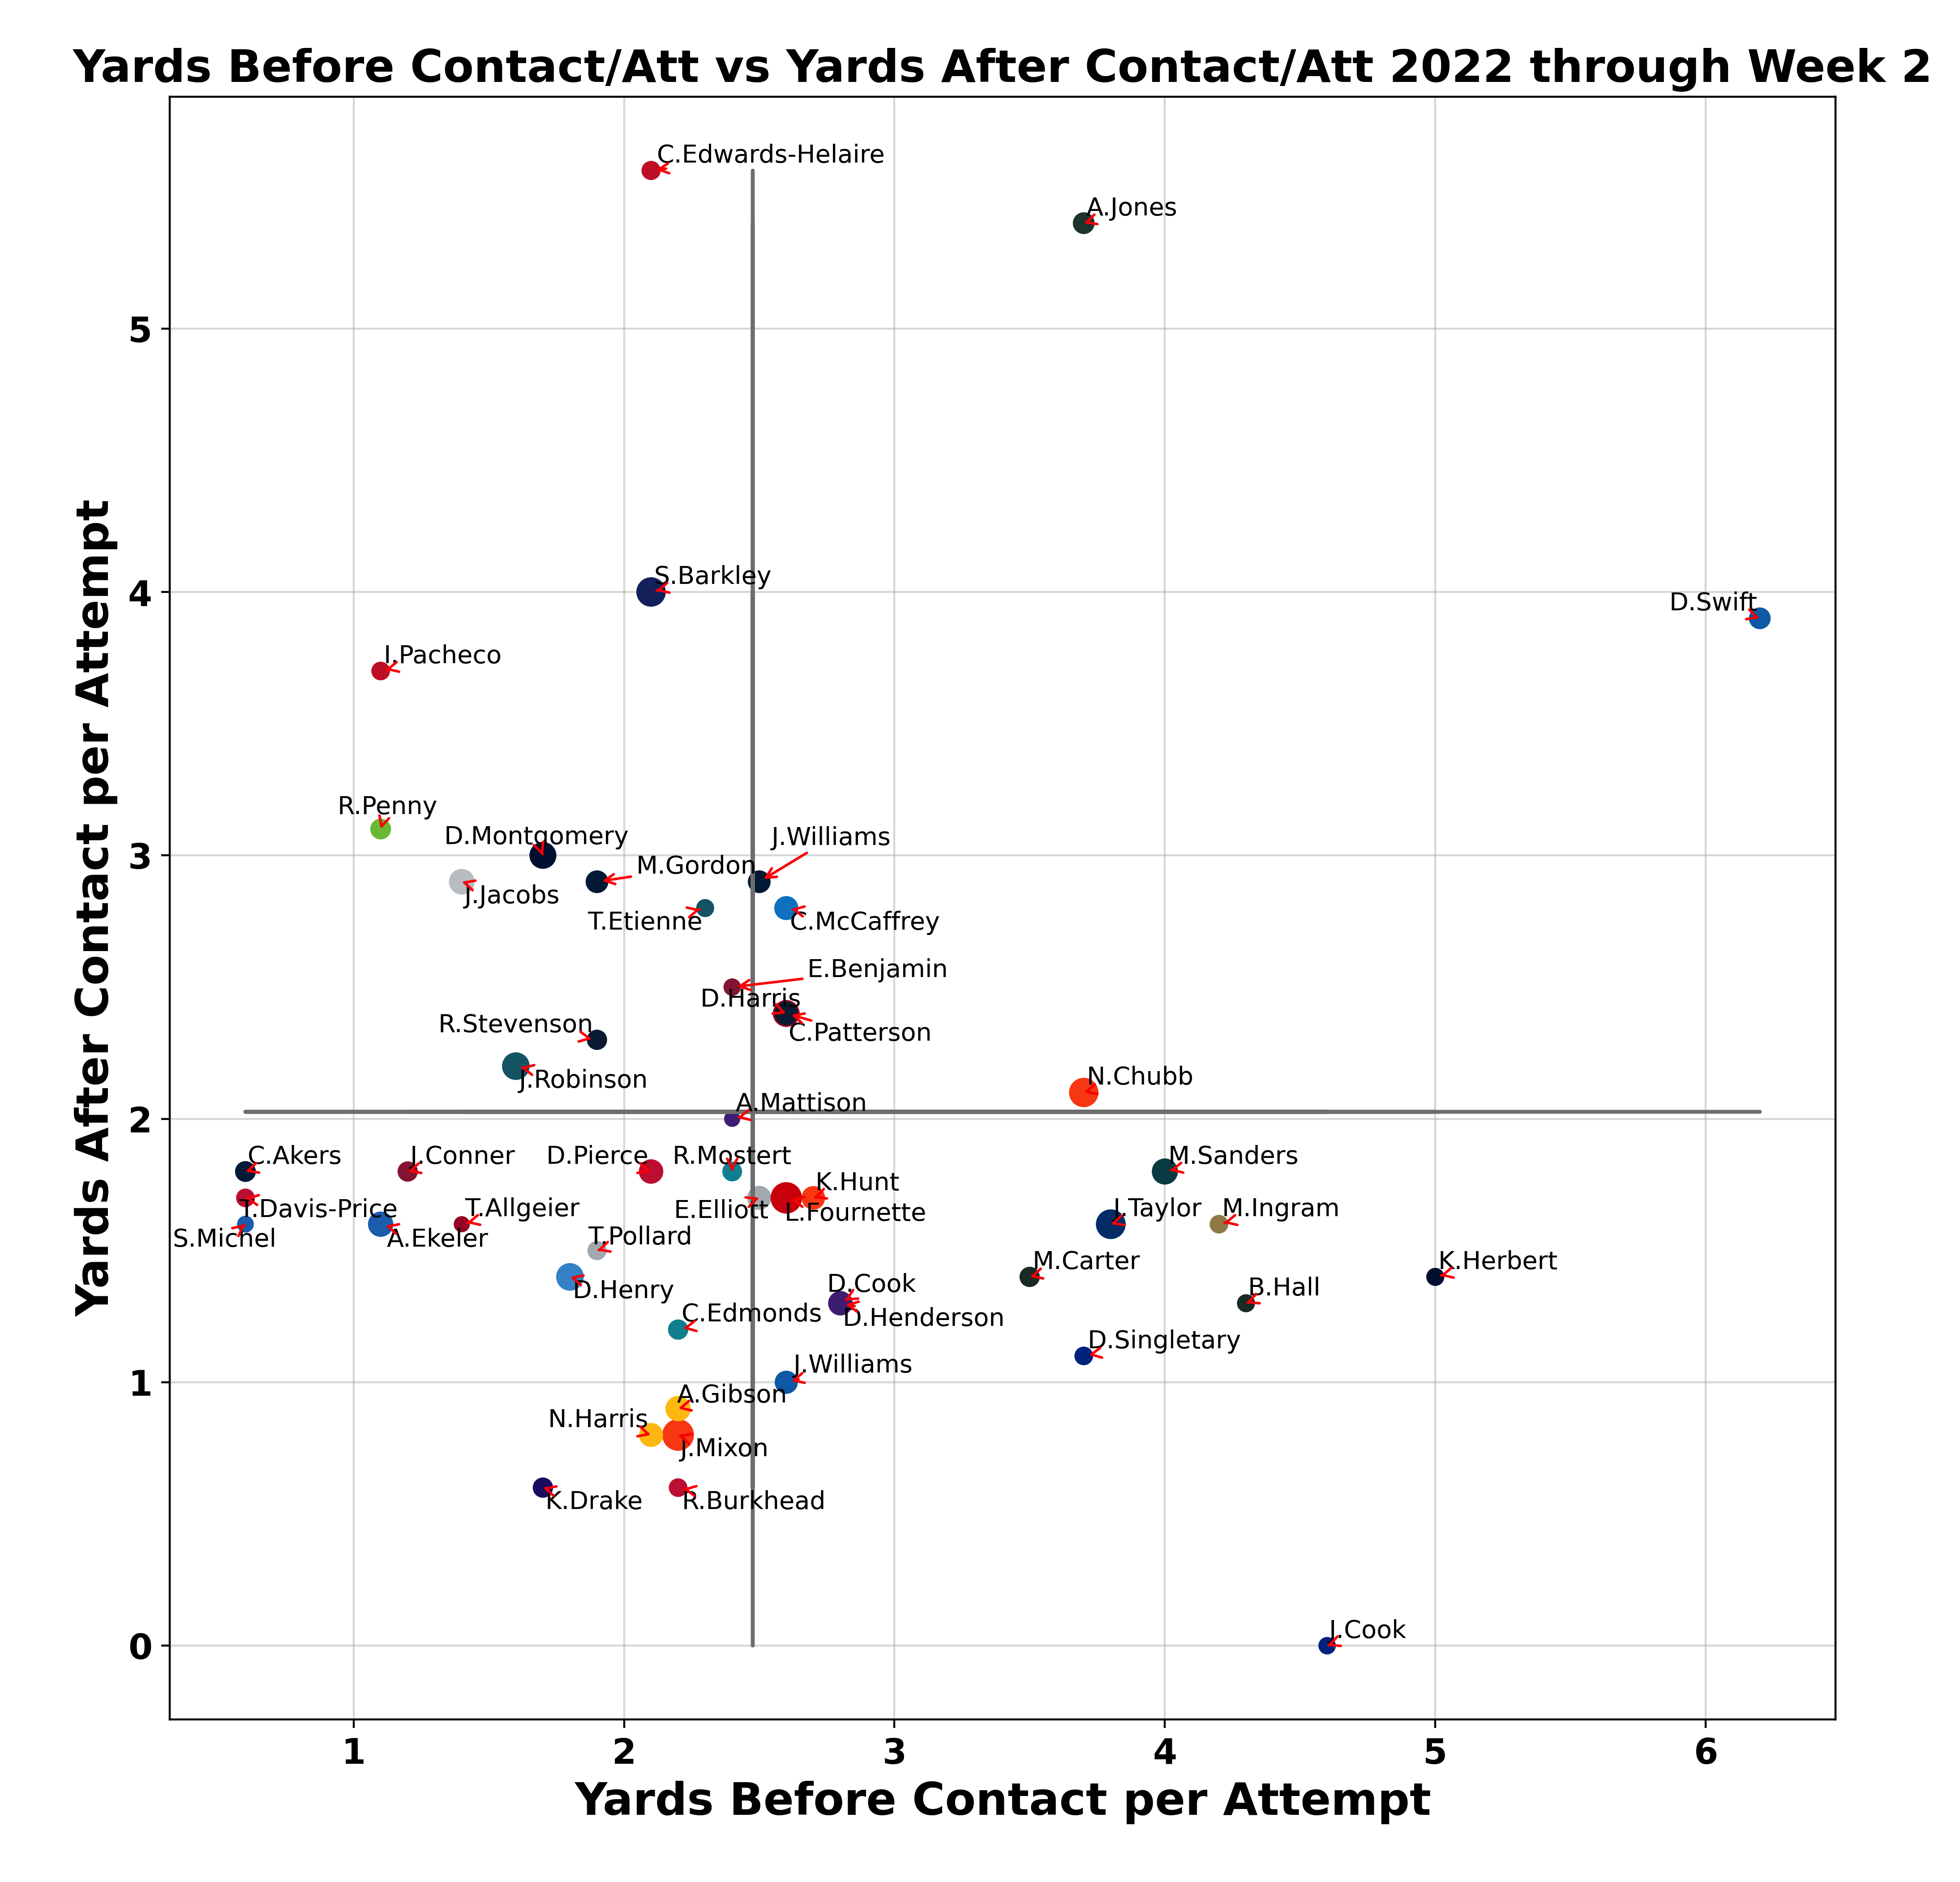 Yards Before Contact/Att vs Yards After Contact/Att 2022 through Week 2
C.Edwards-Helaire
A.Jones
5
S.Barkley
4
D.Swift
I.Pacheco
R.Penny
D.Montgomery
J.Williams
3
M.Gordon
J.Jacobs
T.Etienne
C.McCaffrey
E.Benjamin
D.Harris
R.Stevenson
C.Patterson
J.Robinson
N.Chubb
A.Mattison
2
C.Akers
J.Conner
D.Pierce
R.Mostert
M.Sanders
K.Hunt
T.Davis-Price
T.Allgeier
E.Elliott
L.Fournette
J.Taylor
M.Ingram
S.Michel
A.Ekeler
T.Pollard
M.Carter
K.Herbert
D.Henry
D.Cook
B.Hall
C.Edmonds
D.Henderson
D.Singletary
J.Williams
1
A.Gibson
N.Harris
J.Mixon
K.Drake
R.Burkhead
J.Cook
0
Yards After Contact per Attempt
1 2 3 4 5 6
Yards Before Contact per Attempt